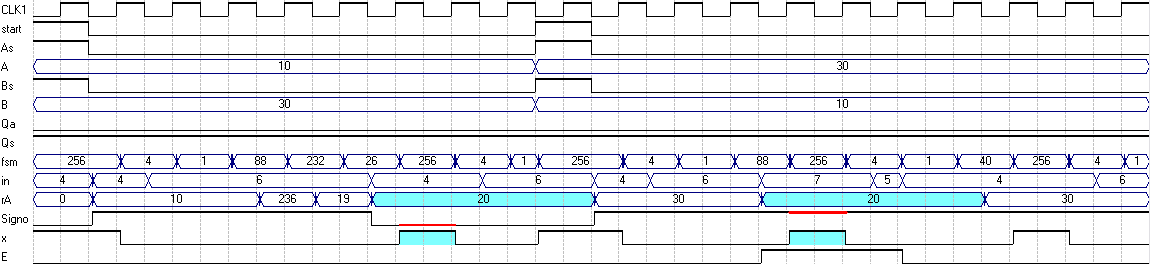 CLK1
start
As
A 10 30
Bs
B 30 10
Qa
Qs
fsm 256 4 1 88 232 26 256 4 1 256 4 1 88 256 4 1 40 256 4 1
in 4 4 6 4 6 4 6 7 5 4 6
rA 0 10 236 19 20 30 20 30
Signo
x
E